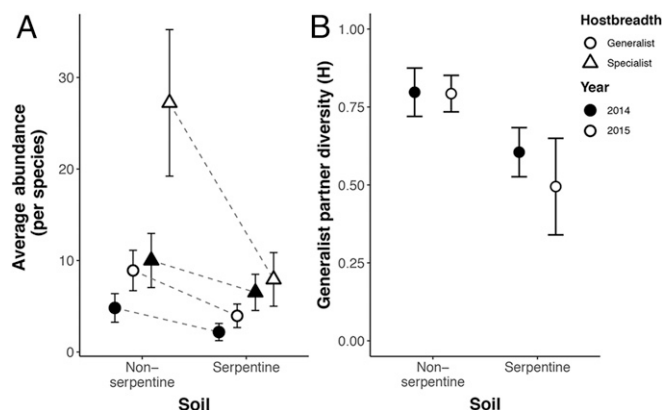 A
Average abundance
(per species)
30
20
10
0
Non–
serpentine
Serpentine
Soil
B
Generalist partner diversity (H)
1.00
0.75
0.50
0.25
0.00
Non–
serpentine
Serpentine
Soil
Hostbreadth
Generalist
Specialist
Year
2014
2015